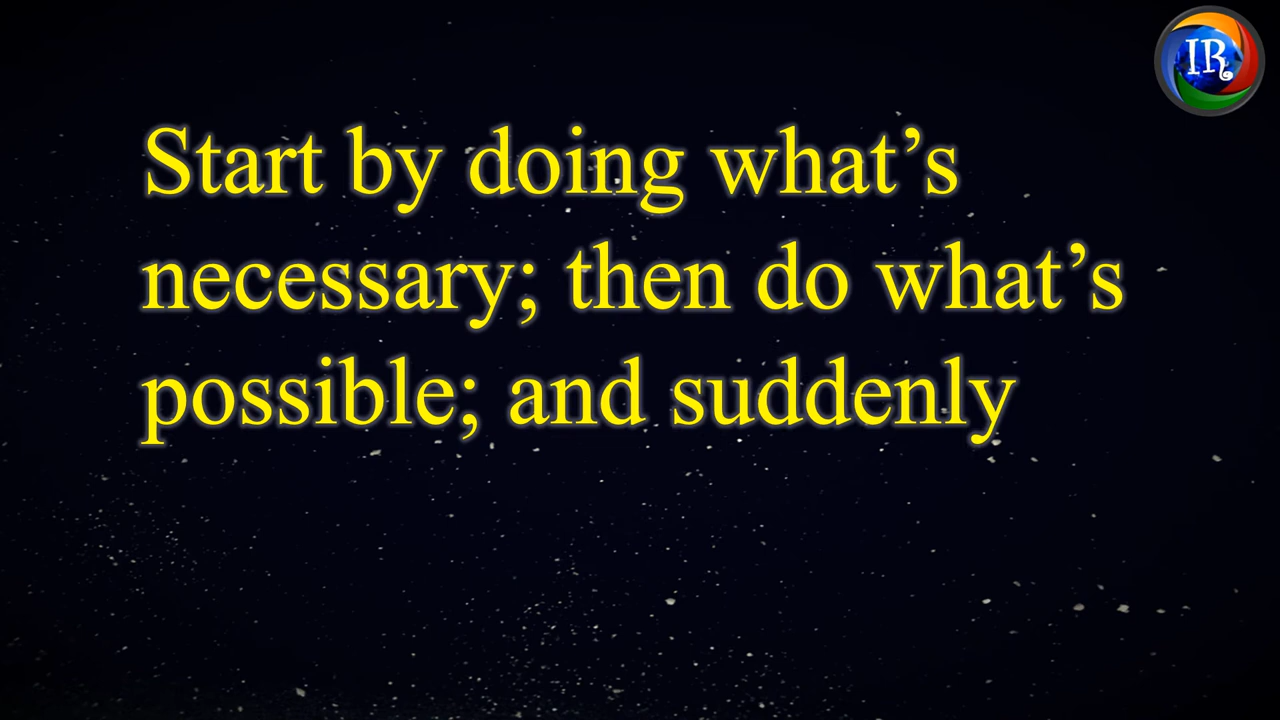 IR
Start by doing what’s
necessary; then do what’s
possible; and suddenly